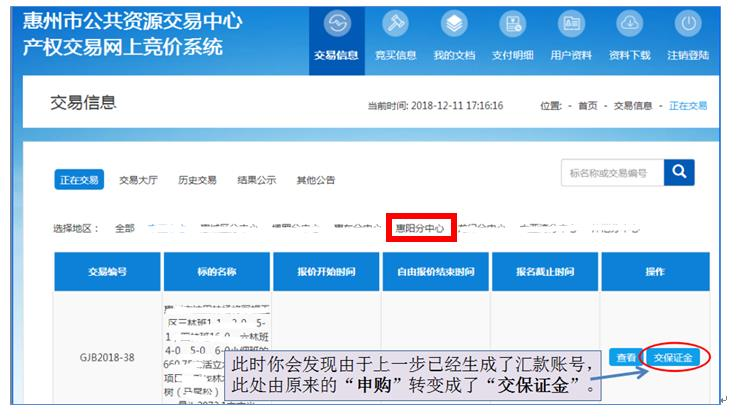 惠州市公共资源交易中心
产权交易网上竞价系统
交易信息
竞买信息
我的文档
支付明细
用户资料
资料下载
注销登陆
交易信息
当前时间: 2018-12-11 17:16:16
位置: - 首页 - 交易信息 - 正在交易
正在交易
交易大厅
历史交易
结果公示
其他公告
标名称或交易编号
选择地区:
全部
惠阳分中心
交易编号
标的名称
报价开始时间
自由报价结束时间
报名截止时间
操作
GJB2018-38
查看
交保证金
此时你会发现由于上一步已经生成了汇款账号，
此处由原来的“申购”转变成了“交保证金”。